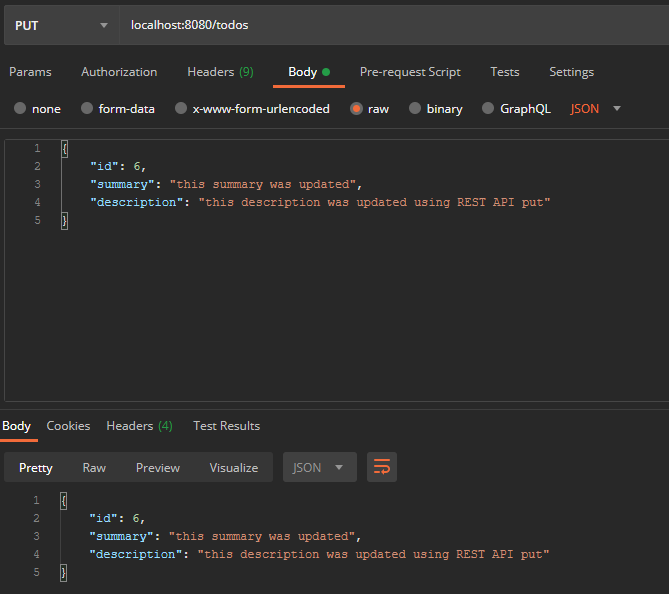 PUT localhost:8080/todos
Params Authorization Headers (9) Body Pre-request Script Tests Settings
none form-data x-www-form-urlencoded raw binary GraphQL JSON
1 {
2 "id": 6,
3 "summary": "this summary was updated",
4 "description": "this description was updated using REST API put"
5 }
Body Cookies Headers (4) Test Results
Pretty Raw Preview Visualize JSON
1 {
2 "id": 6,
3 "summary": "this summary was updated",
4 "description": "this description was updated using REST API put"
5 }